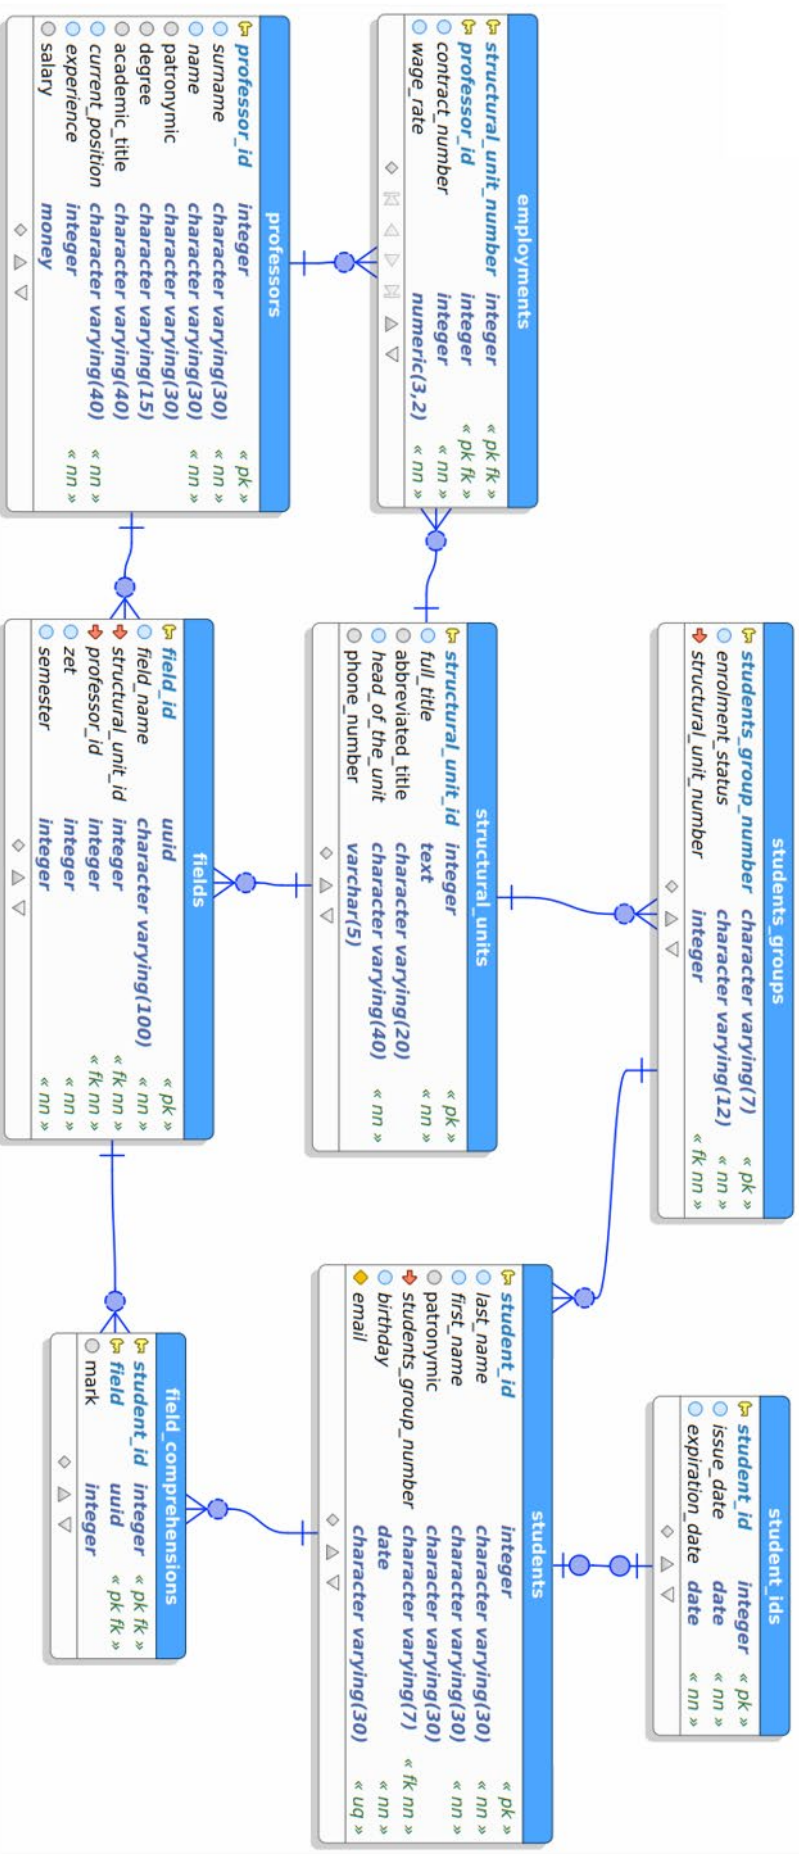 students_groups
students_group_number character varying(7) « pk »
enrolment_status character varying(12) « nn »
structural_unit_number integer « fk nn »
student_ids
student_id integer « pk »
issue_date date « nn »
expiration_date date « nn »
employments
structural_unit_number integer « pk fk »
professor_id integer « pk fk »
contract_number integer « nn »
wage_rate numeric(3,2) « nn »
structural_units
structural_unit_id integer « pk »
full_title text « nn »
abbreviated_title character varying(20)
head_of_the_unit character varying(40) « nn »
phone_number varchar(5)
students
student_id integer « pk »
last_name character varying(30) « nn »
first_name character varying(30) « nn »
patronymic character varying(30)
students_group_number character varying(7) « fk nn »
birthday date « nn »
email character varying(30) « uq »
professors
professor_id integer « pk »
surname character varying(30) « nn »
name character varying(30) « nn »
patronymic character varying(30)
degree character varying(15)
academic_title character varying(40)
current_position character varying(40) « nn »
experience integer « nn »
salary money
fields
field_id uuid « pk »
field_name character varying(100) « nn »
structural_unit_id integer « fk nn »
professor_id integer « fk nn »
zet integer « nn »
semester integer « nn »
field_comprehensions
student_id integer « pk fk »
field uuid « pk fk »
mark integer